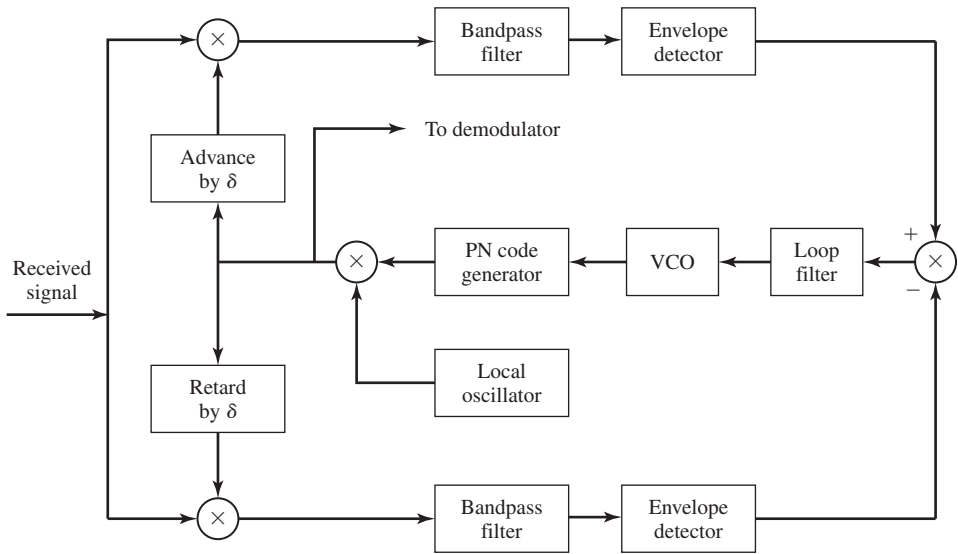 ×
Bandpass
filter
Envelope
detector
To demodulator
Advance
by δ
Received
signal
×
PN code
generator
VCO
Loop
filter
+
×
−
Local
oscillator
Retard
by δ
×
Bandpass
filter
Envelope
detector